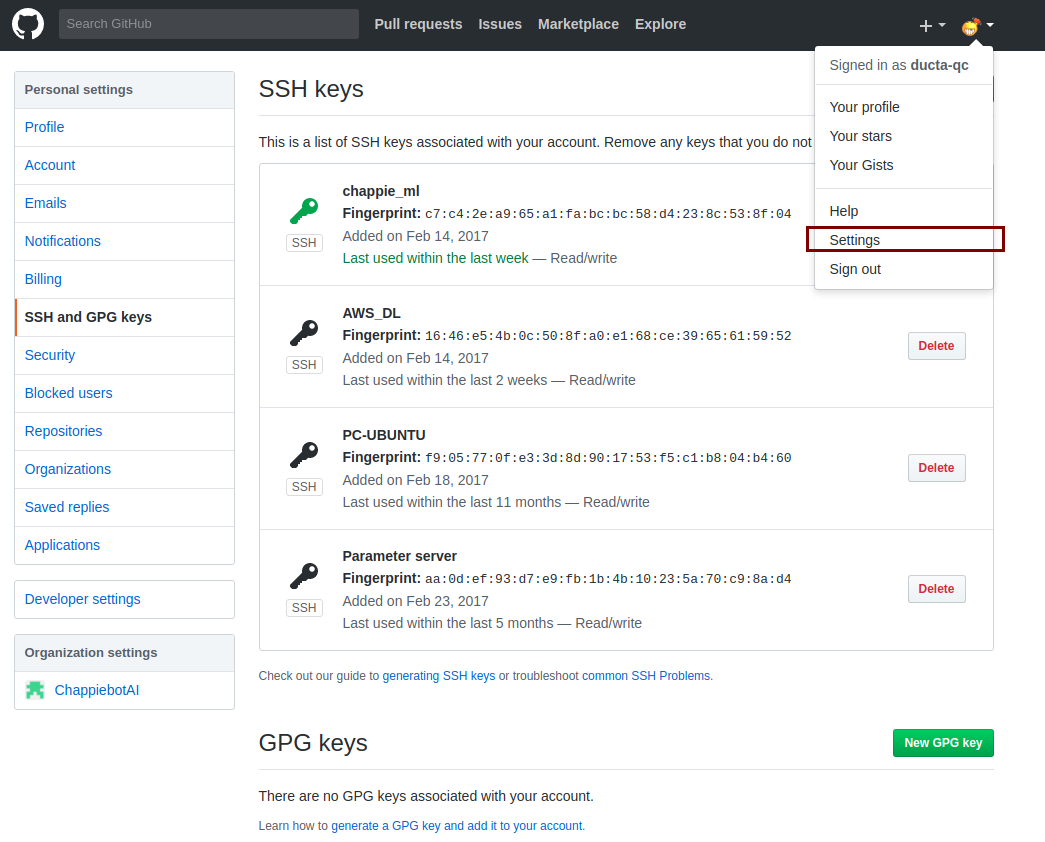 Search GitHub
Pull requests
Issues
Marketplace
Explore
Signed in as ducta-qc
Your profile
Your stars
Your Gists
Help
Settings
Sign out
Personal settings
Profile
Account
Emails
Notifications
Billing
SSH and GPG keys
Security
Blocked users
Repositories
Organizations
Saved replies
Applications
Developer settings
Organization settings
ChappiebotAI
SSH keys
This is a list of SSH keys associated with your account. Remove any keys that you do not
chappie_ml
Fingerprint: c7:c4:2e:a9:65:a1:fa:bc:bc:58:d4:23:8c:53:8f:04
SSH
Added on Feb 14, 2017
Last used within the last week — Read/write
AWS_DL
Fingerprint: 16:46:e5:4b:0c:50:8f:a0:e1:68:ce:39:65:61:59:52
SSH
Added on Feb 14, 2017
Last used within the last 2 weeks — Read/write
Delete
PC-UBUNTU
Fingerprint: f9:05:77:0f:e3:3d:8d:90:17:53:f5:c1:b8:04:b4:60
SSH
Added on Feb 18, 2017
Last used within the last 11 months — Read/write
Delete
Parameter server
Fingerprint: aa:0d:ef:93:d7:e9:fb:1b:4b:10:23:5a:70:c9:8a:d4
SSH
Added on Feb 23, 2017
Last used within the last 5 months — Read/write
Delete
Check out our guide to generating SSH keys or troubleshoot common SSH Problems.
GPG keys
New GPG key
There are no GPG keys associated with your account.
Learn how to generate a GPG key and add it to your account.